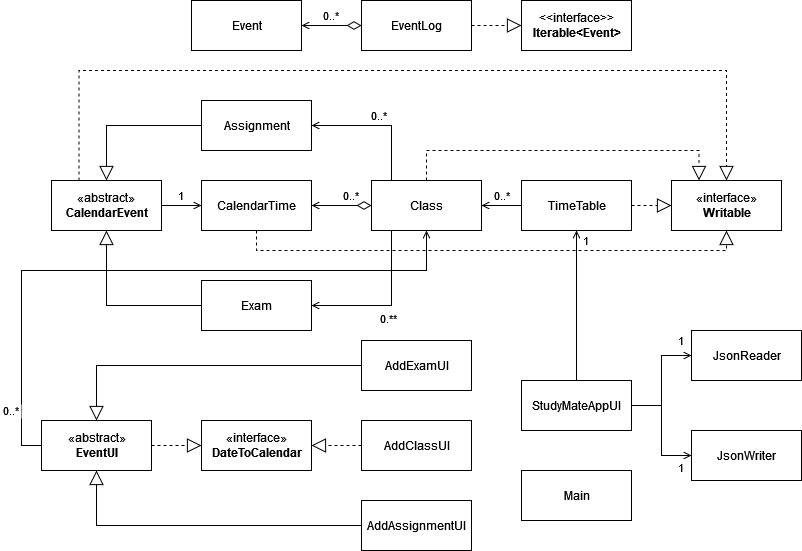 Event
0..*
EventLog
<<interface>>
Iterable<Event>
Assignment
0..*
«abstract»
CalendarEvent
1
CalendarTime
0..*
Class
0..*
TimeTable
«interface»
Writable
1
Exam
0.**
AddExamUI
1
JsonReader
0..*
StudyMateAppUI
«abstract»
EventUI
«interface»
DateToCalendar
AddClassUI
1
JsonWriter
Main
AddAssignmentUI